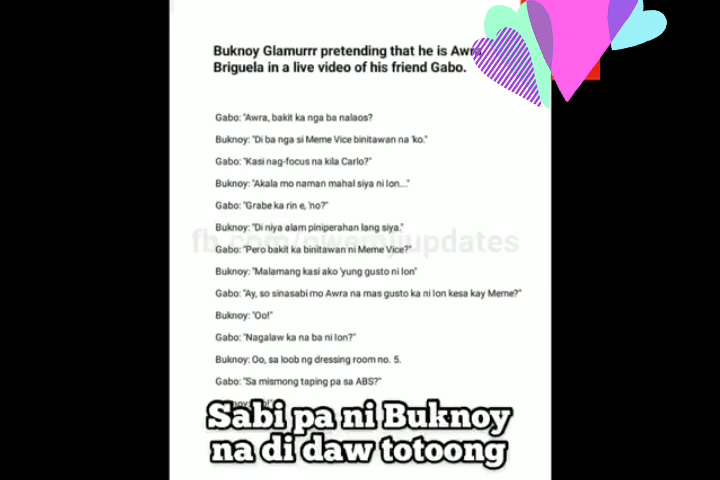 Buknoy Glamurrr pretending that he is Awra
Briguela in a live video of his friend Gabo.
Gabo: "Awra, bakit ka nga ba nalaos?
Buknoy: "Di ba nga si Meme Vice binitawan na 'ko."
Gabo: "Kasi nag-focus na kila Carlo?"
Buknoy: "Akala mo naman mahal siya ni Ion..."
Gabo: "Grabe ka rin e, 'no?"
Buknoy: "Di niya alam piniperahan lang siya."
Gabo: "Pero bakit ka binitawan ni Meme Vice?"
Buknoy: "Malamang kasi ako 'yung gusto ni Ion"
Gabo: "Ay, so sinasabi mo Awra na mas gusto ka ni Ion kesa kay Meme?"
Buknoy: "Oo!"
Gabo: "Nagalaw ka na ba ni Ion?"
Buknoy: Oo, sa loob ng dressing room no. 5.
Gabo: "Sa mismong taping pa sa ABS?"
Sabi pa ni Buknoy
na di daw totoong